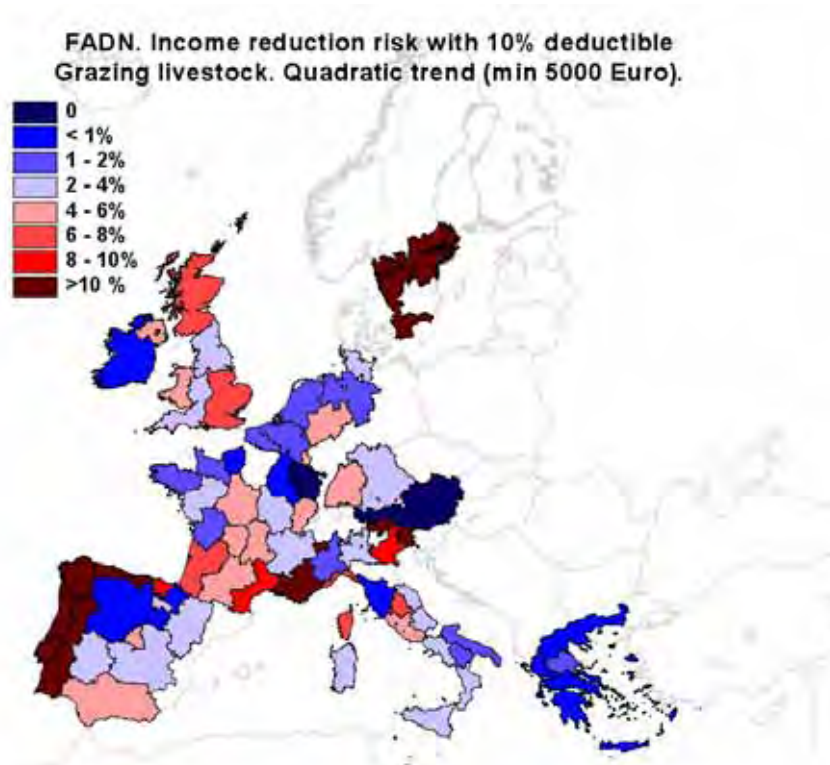 FADN. Income reduction risk with 10% deductible
Grazing livestock. Quadratic trend (min 5000 Euro).
0
< 1%
1 - 2%
2 - 4%
4 - 6%
6 - 8%
8 - 10%
>10 %